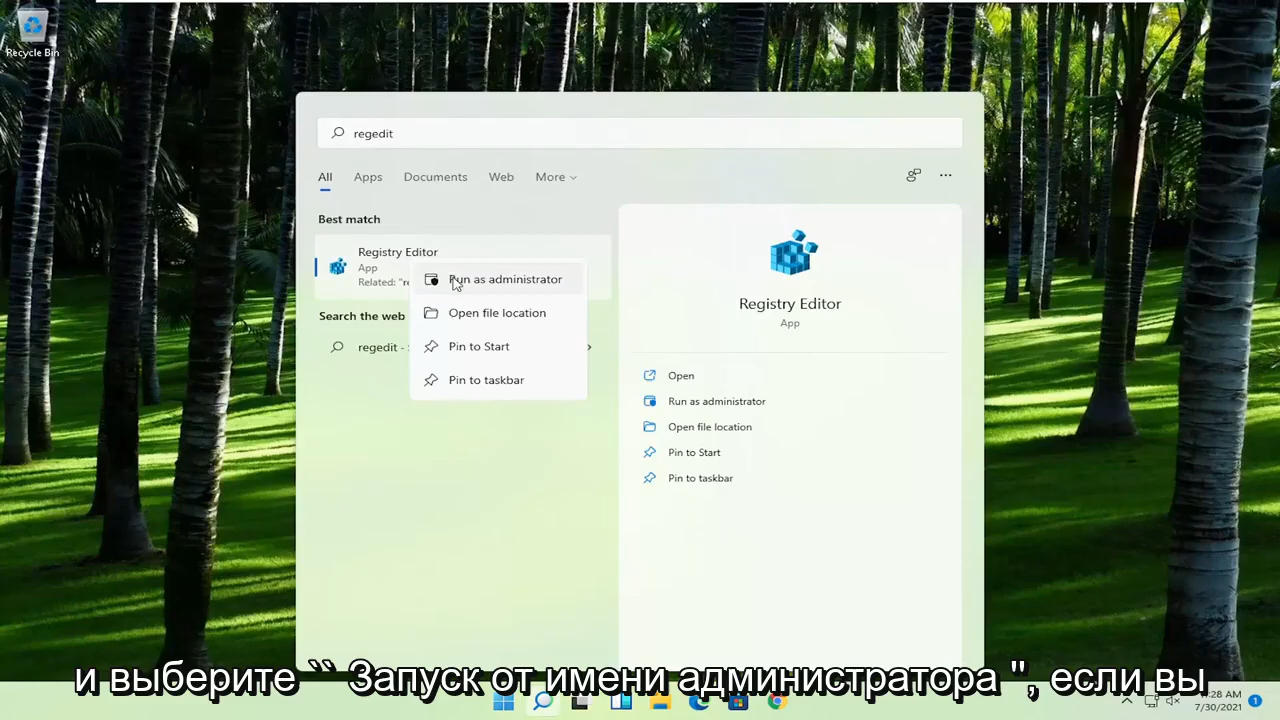 Recycle Bin
regedit
All Apps Documents Web More
Best match
Registry Editor
App
Related: "re
Run as administrator
Open file location
Pin to Start
Pin to taskbar
Search the web
regedit -
Registry Editor
App
Open
Run as administrator
Open file location
Pin to Start
Pin to taskbar
и выберите `` Запуск от имени администратора ", если вы
:28 AM
7/30/2021
1